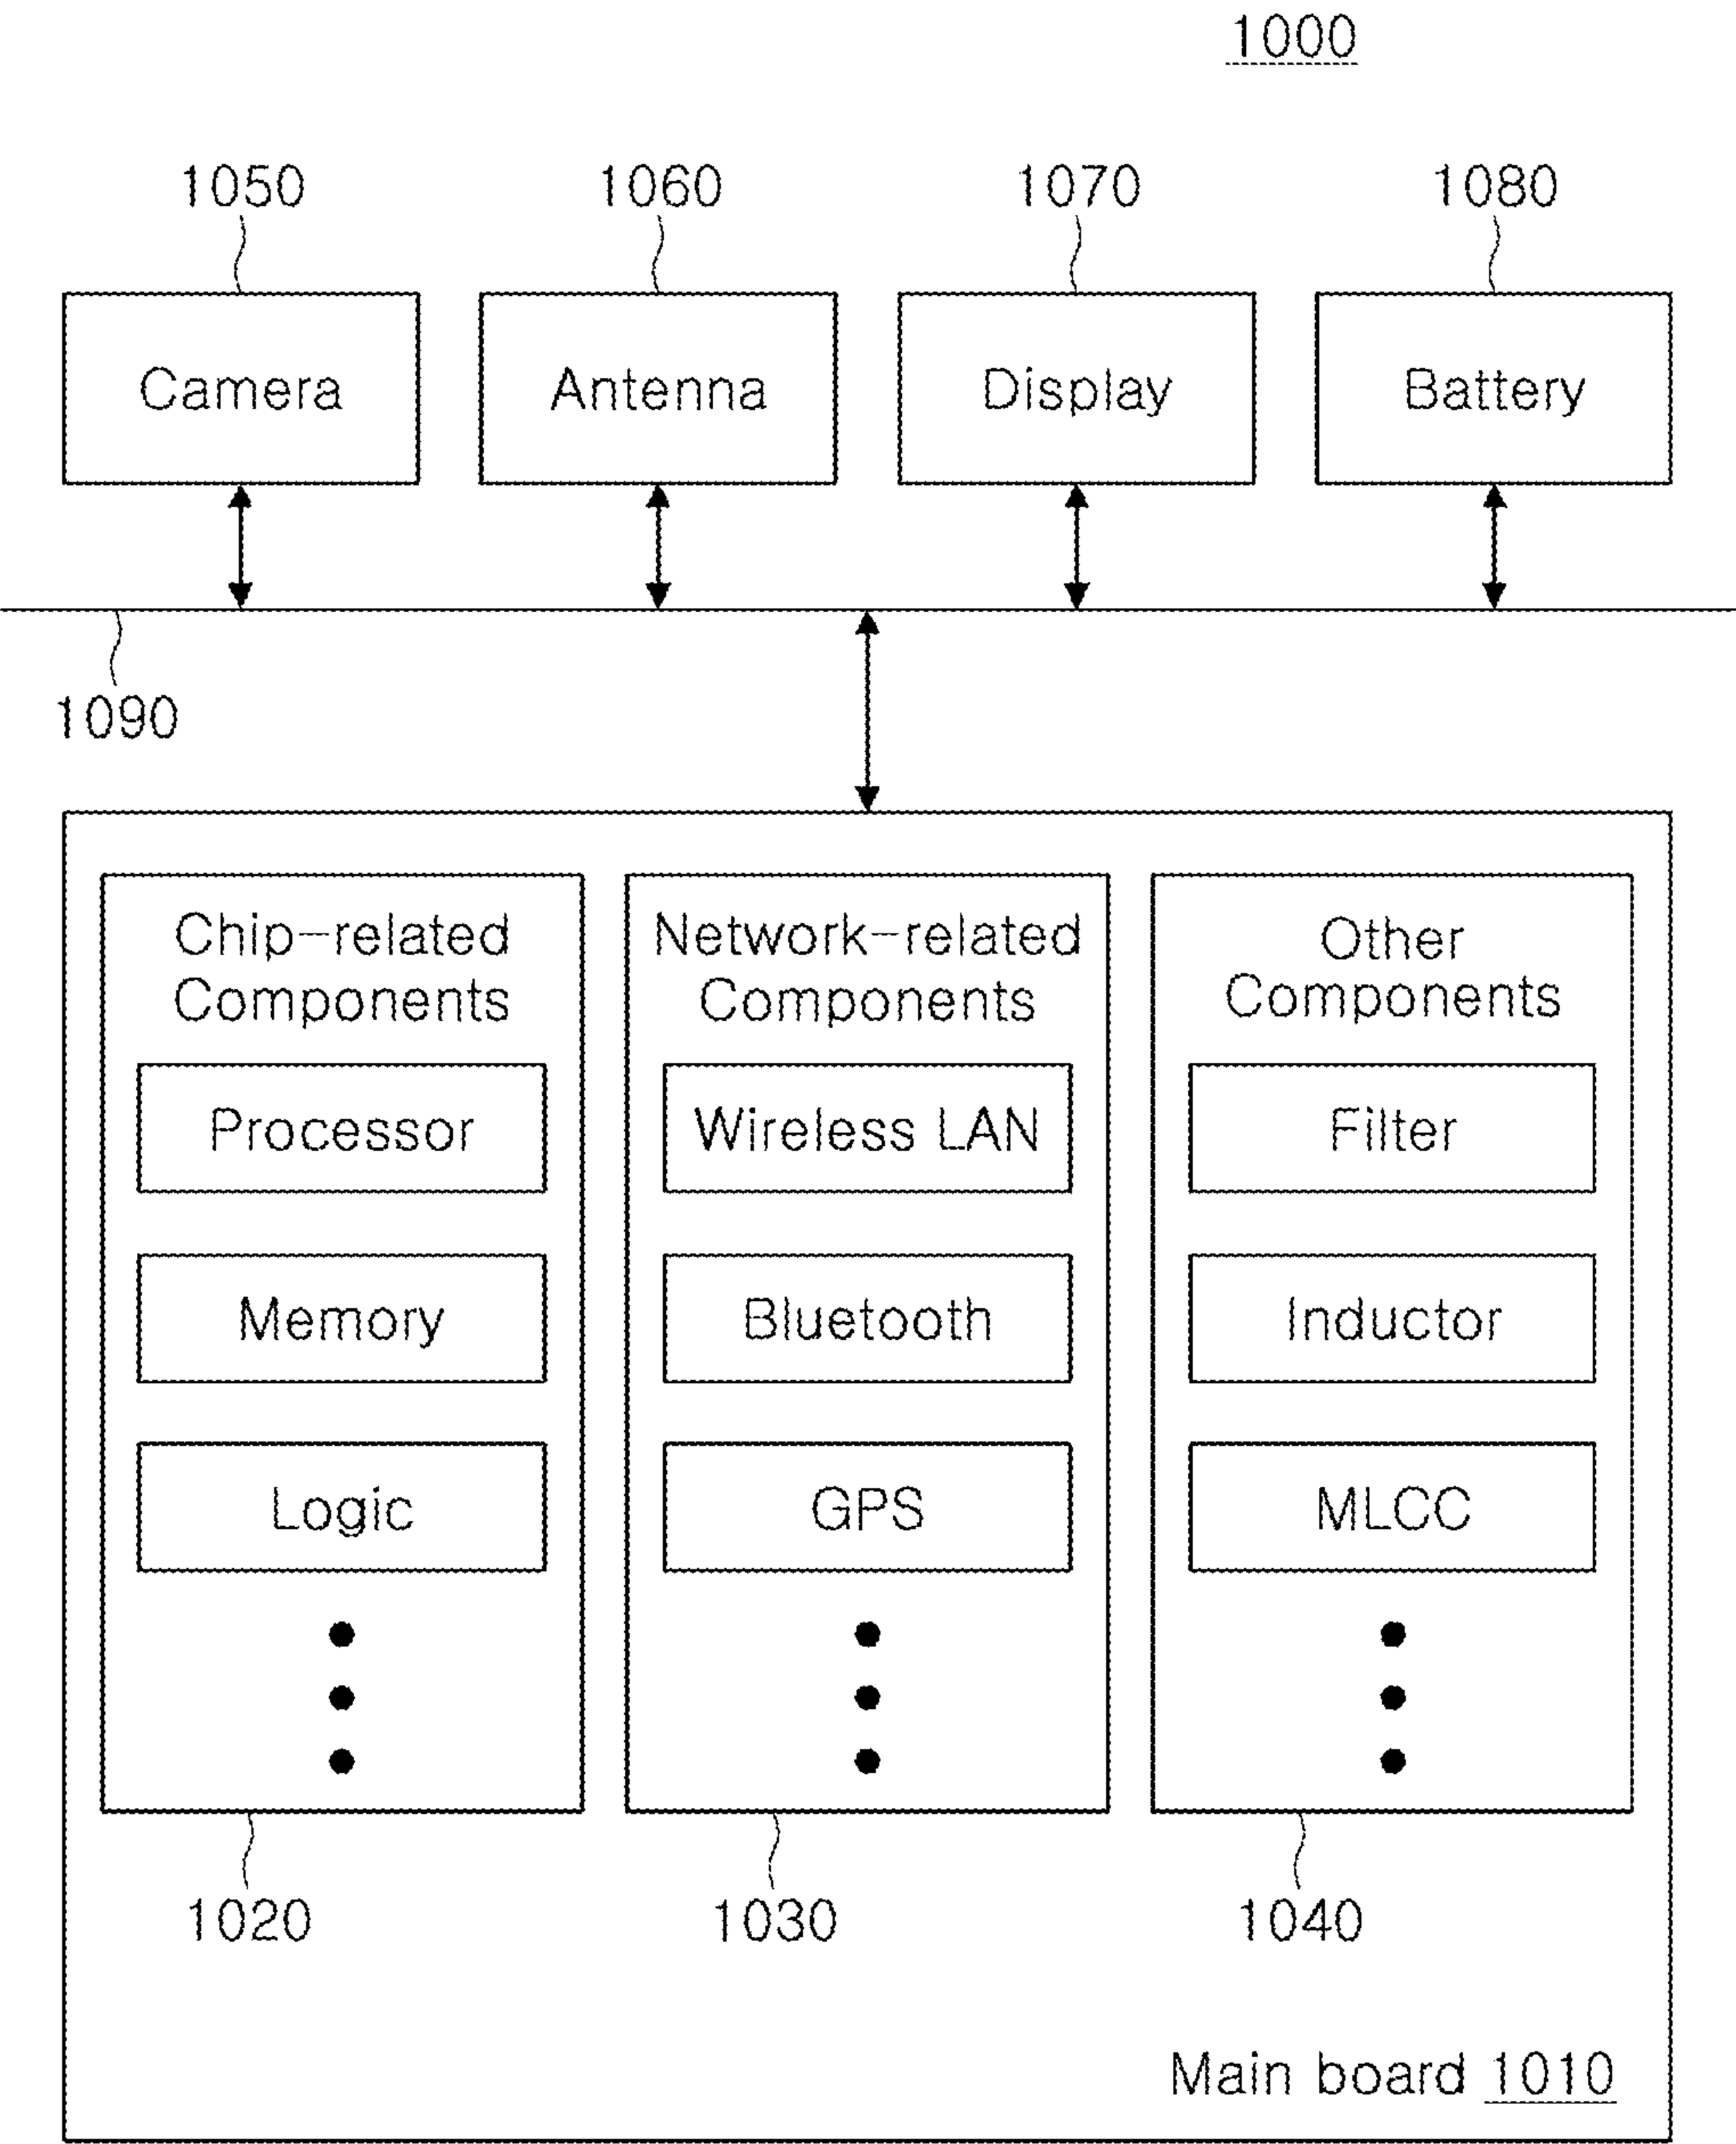 1000
1050 1060 1070 1080
Camera Antenna Display Battery
1090
Chip-related
Components
Processor
Memory
Logic
Network-related
Components
Wireless LAN
Bluetooth
GPS
Other
Components
Filter
Inductor
MLCC
1020 1030 1040
Main board 1010